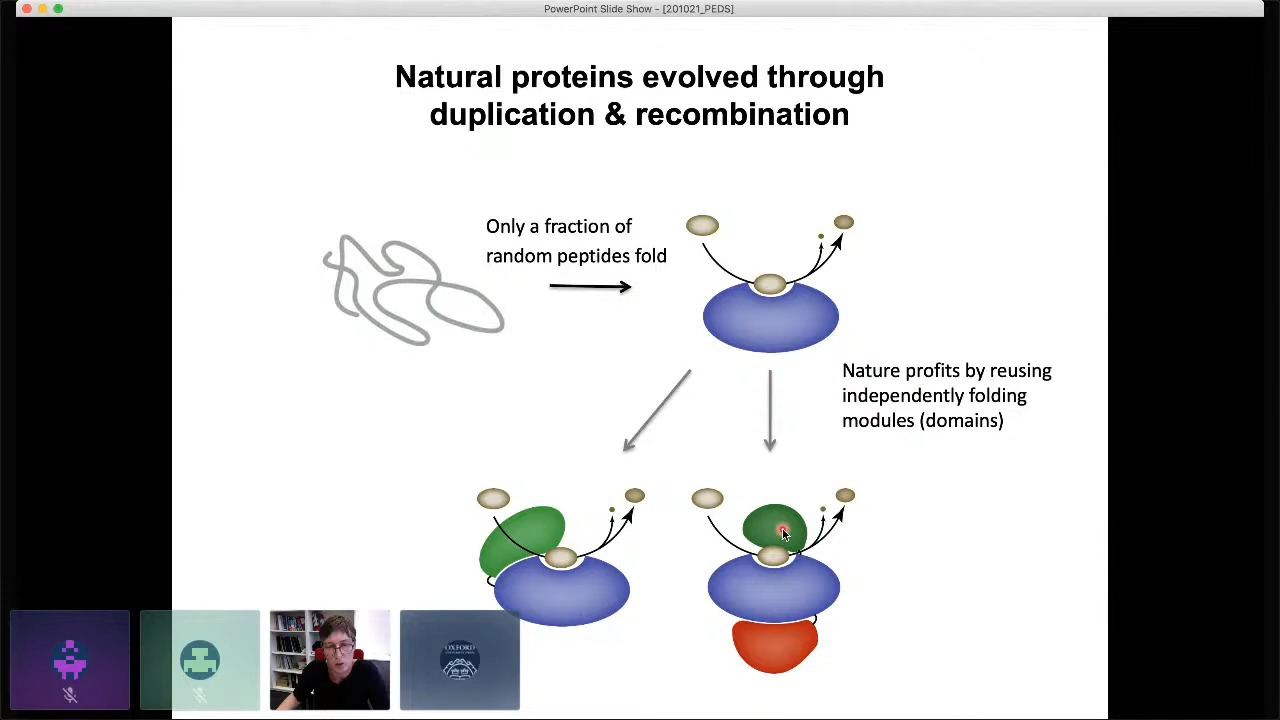 PowerPoint Slide Show - [201021_PEDS]
Natural proteins evolved through
duplication & recombination
Only a fraction of
random peptides fold
Nature profits by reusing
independently folding
modules (domains)
OXFORD